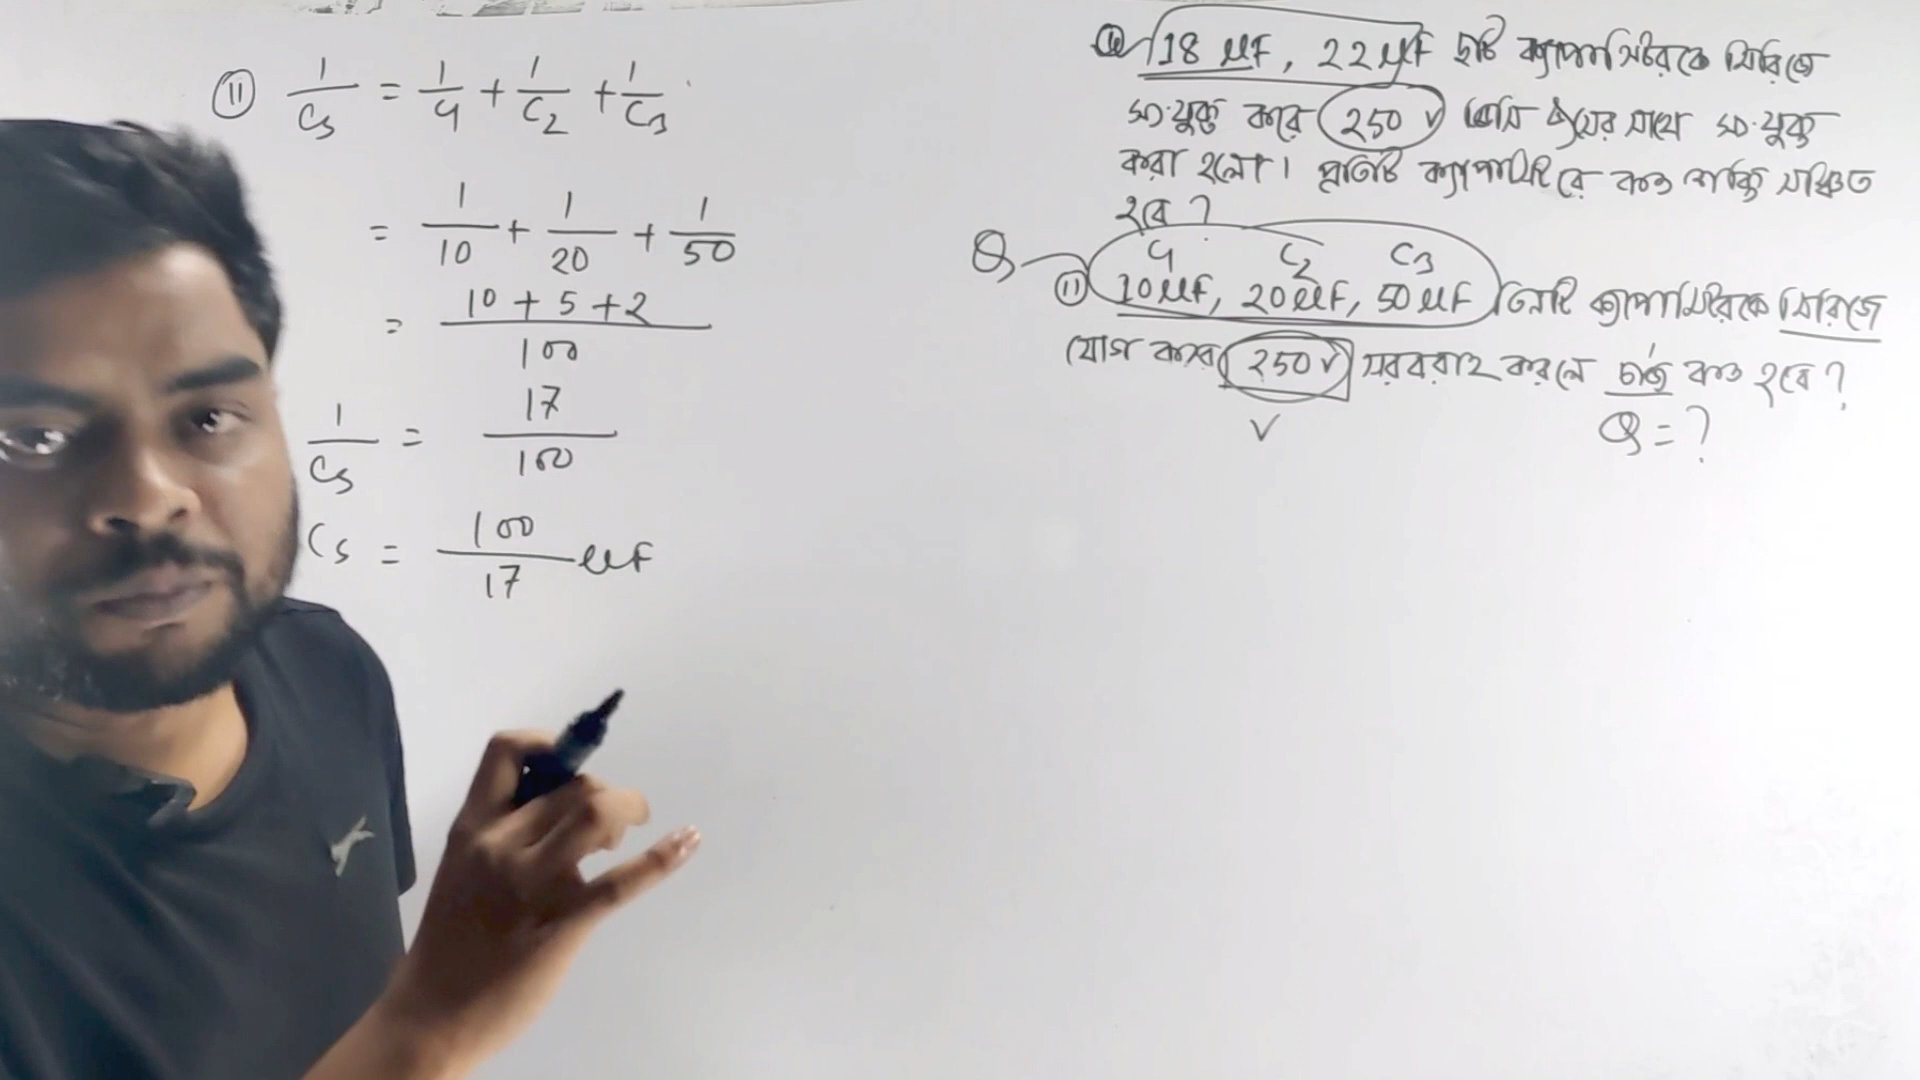 11 1/Cs = 1/C1 + 1/C2 + 1/C3
= 1/10 + 1/20 + 1/50
= 10 + 5 + 2 / 100
1/Cs = 17/100
Cs = 100/17 μF
18 μF, 22 μF দুটি ক্যাপাসিটরকে সিরিজে
সংযুক্ত করে 250 V সংযুক্ত
করা হলো। প্রতিটি ক্যাপাসিটরে কত শক্তি সঞ্চিত
হবে?
Q C1 C2 C3
11 10 μF, 20 μF, 50 μF তিনটি ক্যাপাসিটরকে সিরিজে
যোগ করে 250 V সরবরাহ করলে চার্জ কত হবে?
V Q = ?